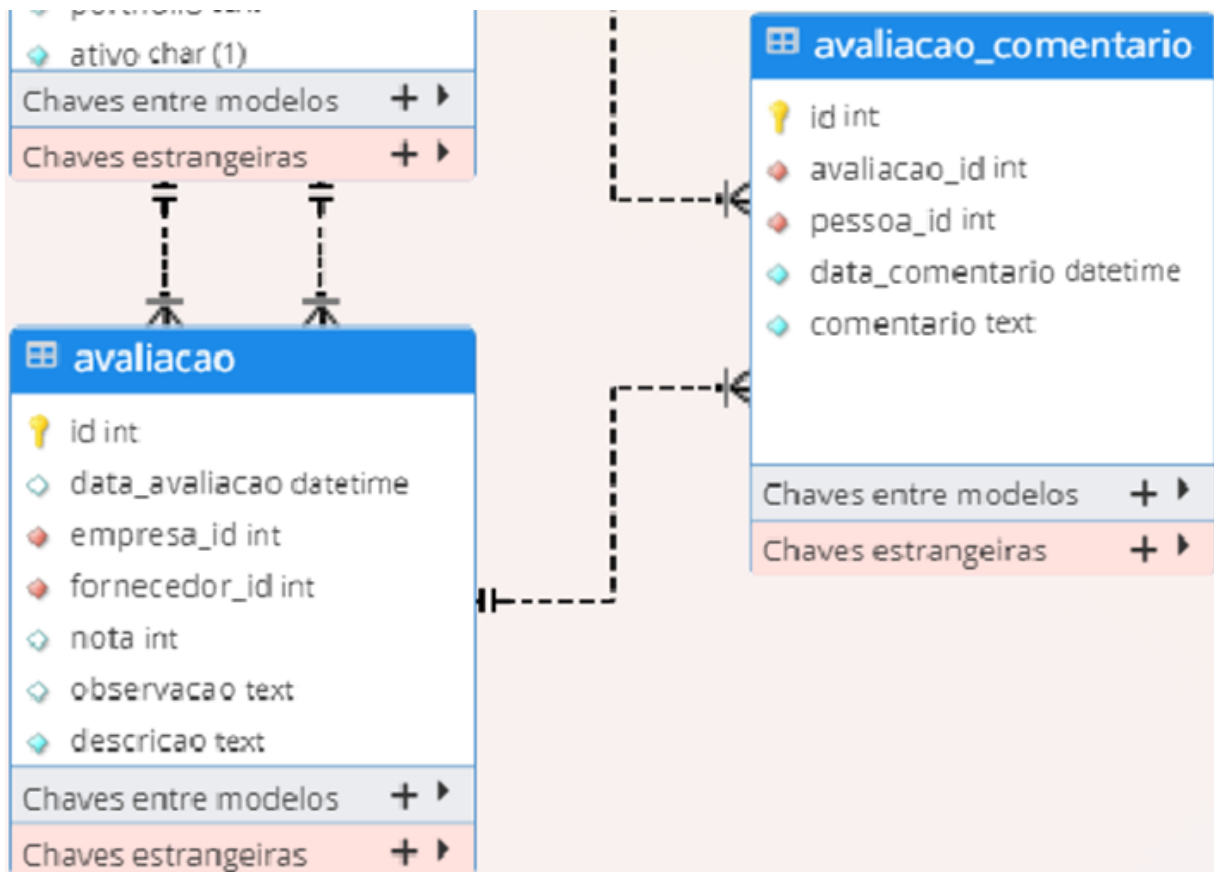 ativo char (1)
Chaves entre modelos
Chaves estrangeiras
avaliacao
id int
data_avaliacao datetime
empresa_id int
fornecedor_id int
nota int
observacao text
descricao text
Chaves entre modelos
Chaves estrangeiras
avaliacao_comentario
id int
avaliacao_id int
pessoa_id int
data_comentario datetime
comentario text
Chaves entre modelos
Chaves estrangeiras